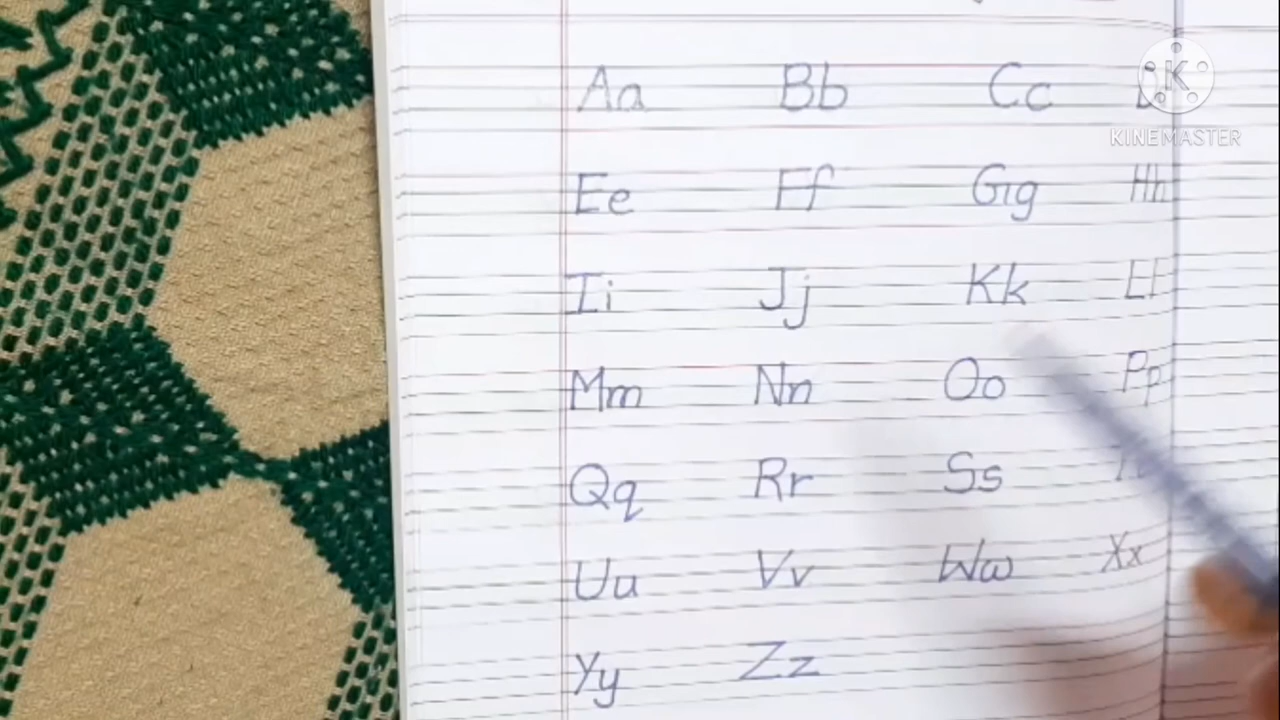 Aa Bb Cc
KINEMASTER
Ee Ff Gg Hh
Ii Jj Kk Ll
Mm Nn Oo Pp
Qq Rr Ss
Uu Vv Ww Xx
Yy Zz